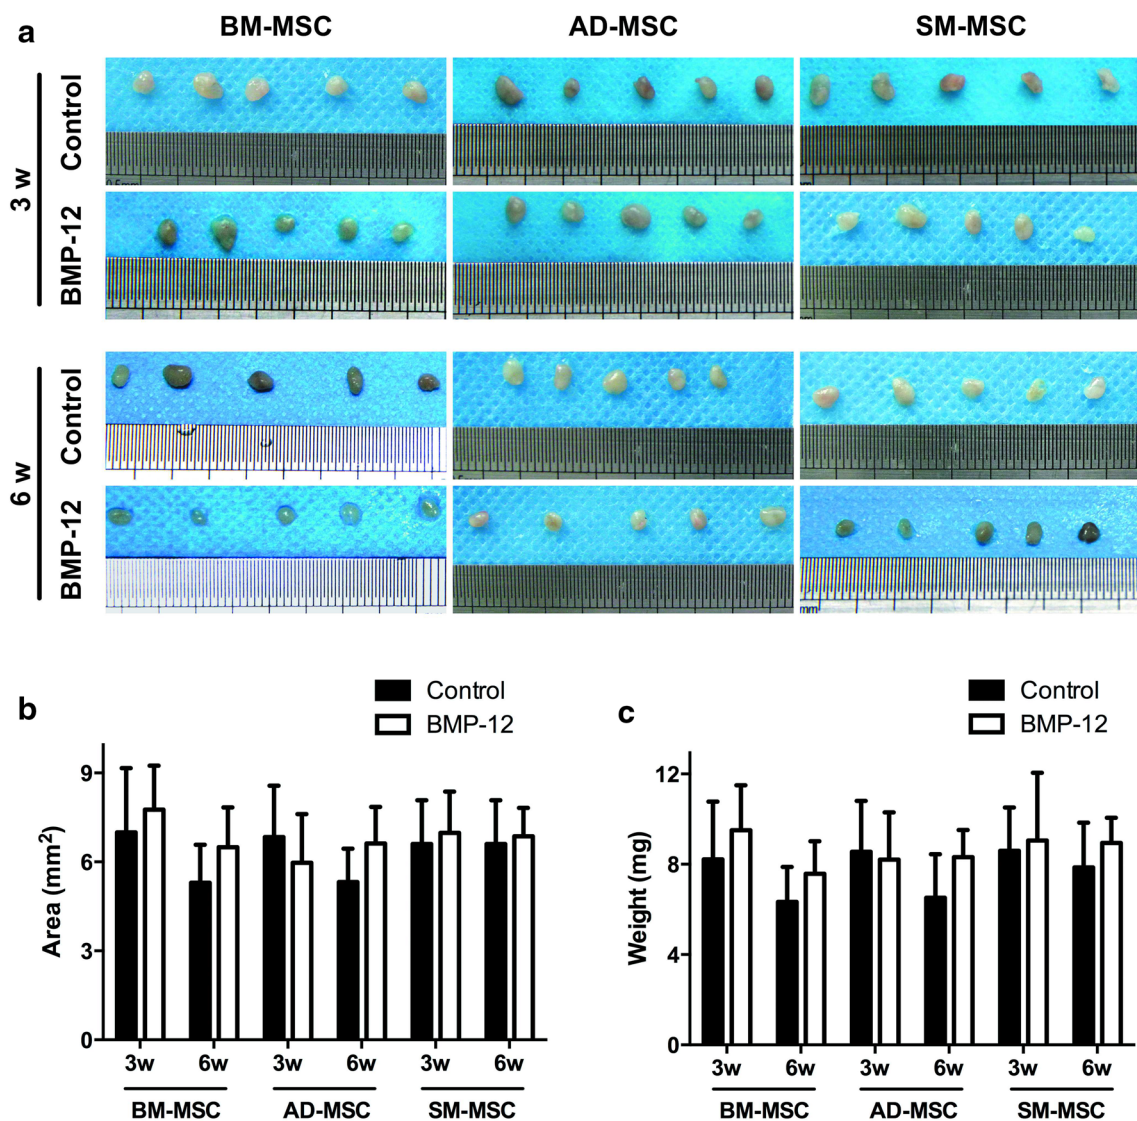 a
BM-MSC
AD-MSC
SM-MSC
3 w
Control
BMP-12
6 w
Control
BMP-12
b
Control
BMP-12
Area (mm²)
9
6
3
0
3w
6w
3w
6w
3w
6w
BM-MSC
AD-MSC
SM-MSC
c
Control
BMP-12
Weight (mg)
12
8
4
0
3w
6w
3w
6w
3w
6w
BM-MSC
AD-MSC
SM-MSC